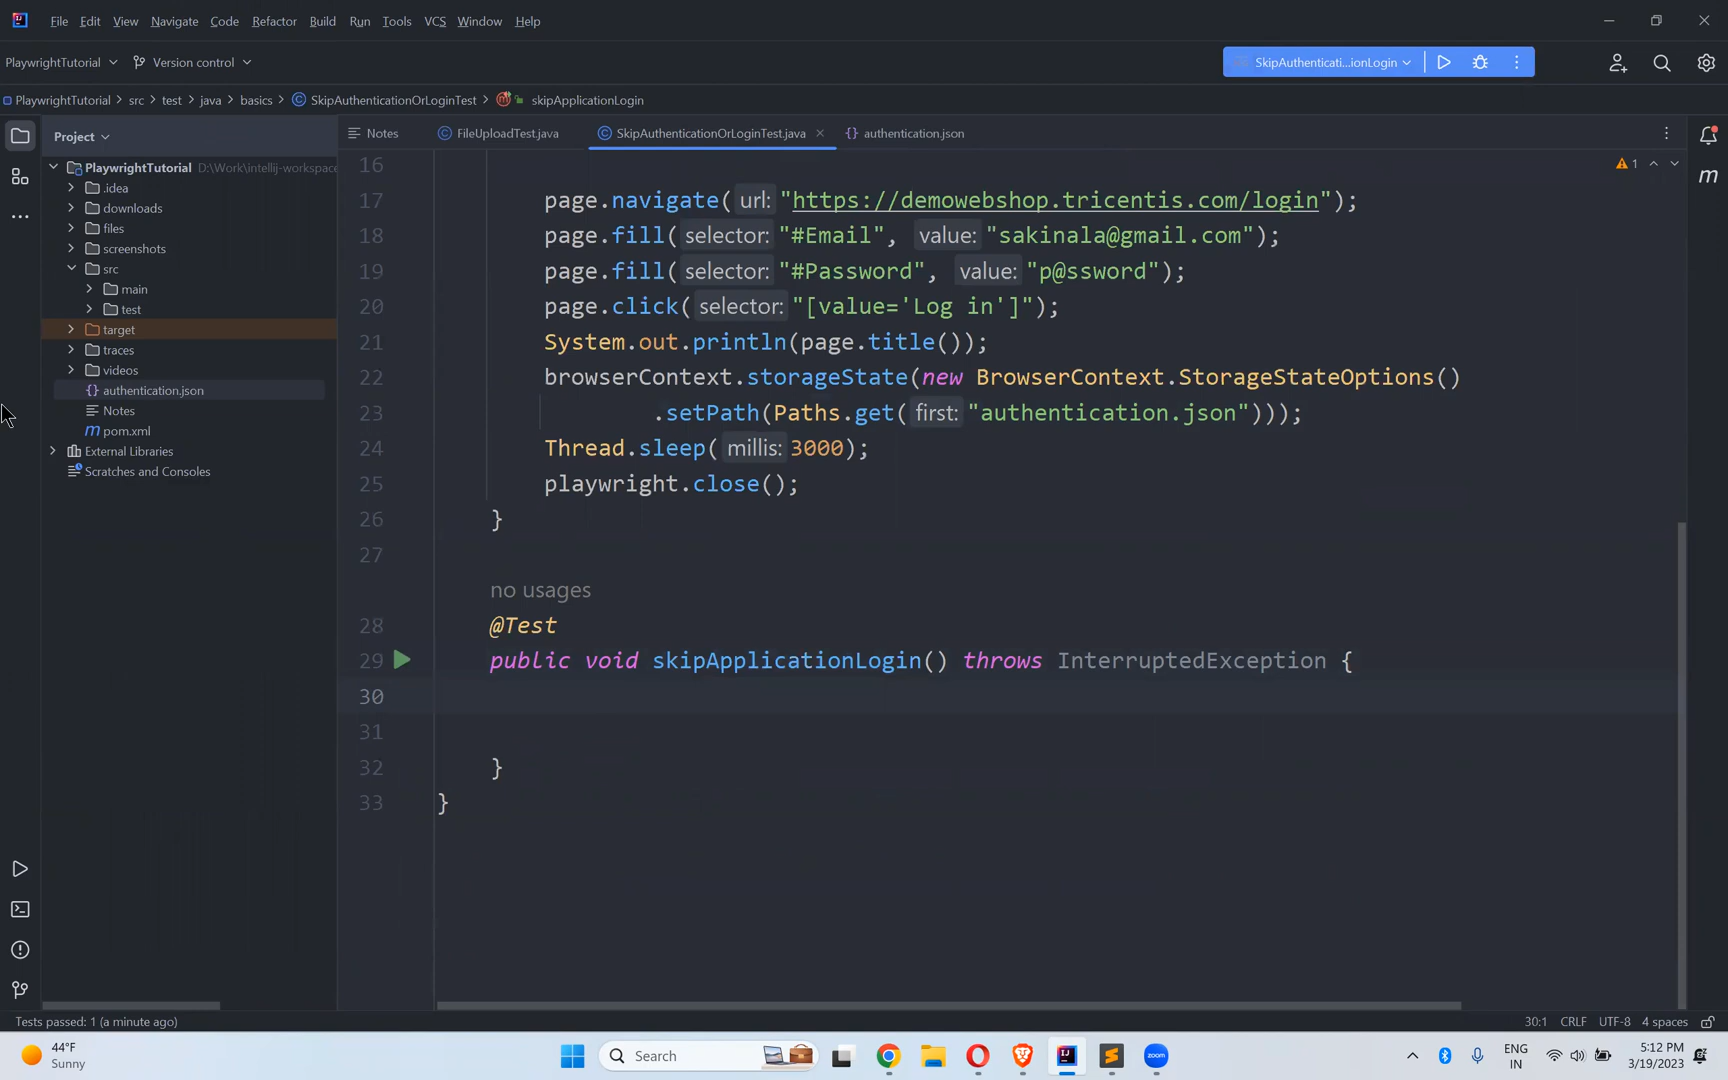 File Edit View Navigate Code Refactor Build Run Tools VCS Window Help
PlaywrightTutorial Version control SkipAuthenticati...ionLogin
PlaywrightTutorial src test java basics SkipAuthenticationOrLoginTest skipApplicationLogin
Project
Notes FileUploadTest.java SkipAuthenticationOrLoginTest.java authentication.json
PlaywrightTutorial D:\Work\intellij-workspace
.idea
downloads
files
screenshots
src
main
test
target
traces
videos
authentication.json
Notes
pom.xml
External Libraries
Scratches and Consoles
1
16
17 page.navigate( url: "https://demowebshop.tricentis.com/login");
18 page.fill( selector: "#Email", value: "sakinala@gmail.com");
19 page.fill( selector: "#Password", value: "p@ssword");
20 page.click( selector: "[value='Log in']");
21 System.out.println(page.title());
22 browserContext.storageState(new BrowserContext.StorageStateOptions()
23 .setPath(Paths.get( first: "authentication.json")));
24 Thread.sleep( millis: 3000);
25 playwright.close();
26 }
27
no usages
28 @Test
29 public void skipApplicationLogin() throws InterruptedException {
30
31
32 }
33 }
Tests passed: 1 (a minute ago) 30:1 CRLF UTF-8 4 spaces
44°F
Sunny
Search
zoom
ENG
IN
5:12 PM
3/19/2023